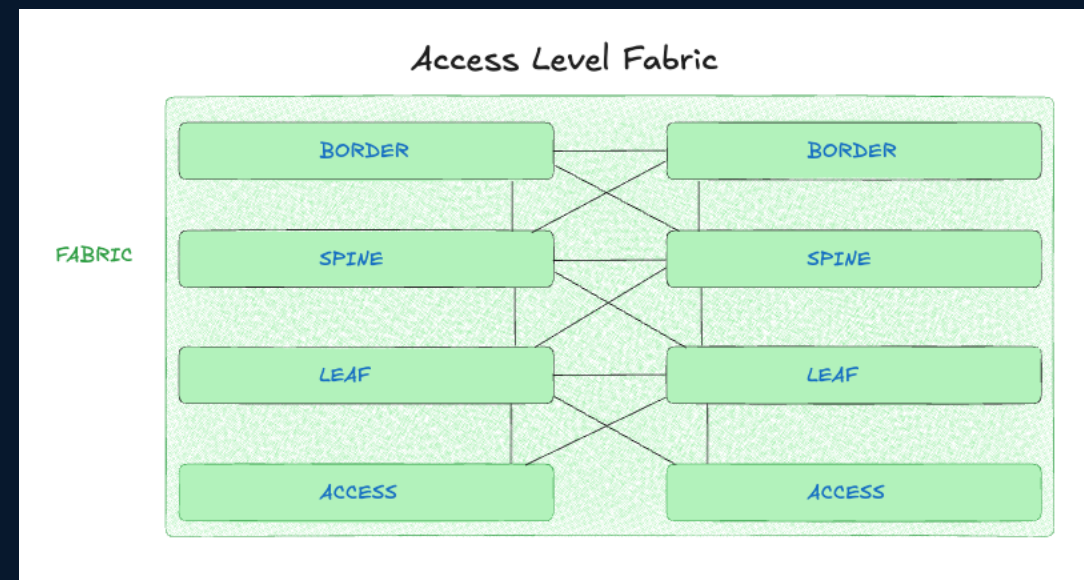 Access Level Fabric
BORDER
BORDER
FABRIC
SPINE
SPINE
LEAF
LEAF
ACCESS
ACCESS